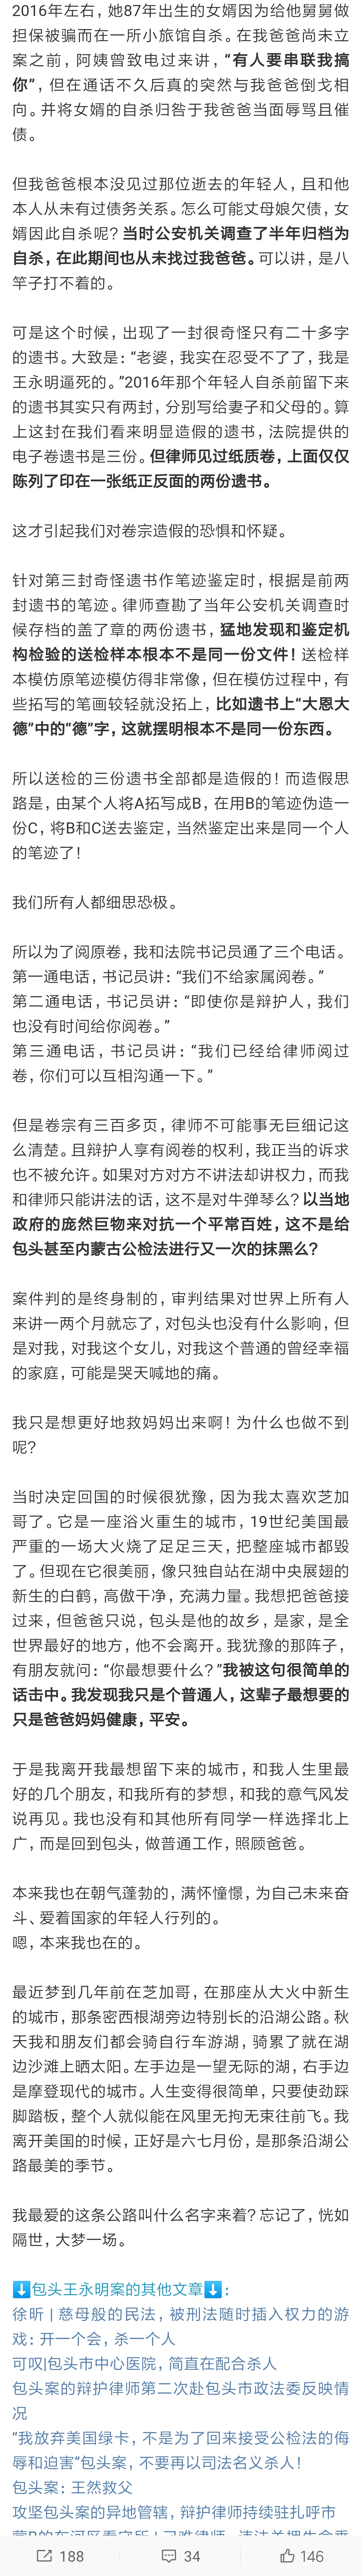 2016年左右，她87年出生的女婿因为给他舅舅做
担保被骗而在一所小旅馆自杀。在我爸爸尚未立
案之前，阿姨曾致电过来讲，“有人要串联我搞
你”，但在通话不久后真的突然与我爸爸倒戈相
向。并将女婿的自杀归咎于我爸爸当面辱骂且催
债。
但我爸爸根本没见过那位逝去的年轻人，且和他
本人从未有过债务关系。怎么可能丈母娘欠债，女
婿因此自杀呢？当时公安机关调查了半年归档为
自杀，在此期间也从未找过我爸爸。可以讲，是八
竿子打不着的。
可是这个时候，出现了一封很奇怪只有二十多字
的遗书。大致是：“老婆，我实在忍受不了了，我是
王永明逼死的。”2016年那个年轻人自杀前留下来
的遗书其实只有两封，分别写给妻子和父母的。算
上这封在我们看来明显造假的遗书，法院提供的
电子卷遗书是三份。但律师见过纸质卷，上面仅仅
陈列了印在一张纸正反面的两份遗书。
这才引起我们对卷宗造假的恐惧和怀疑。
针对第三封奇怪遗书作笔迹鉴定时，根据是前两
封遗书的笔迹。律师查勘了当年公安机关调查时
候存档的盖了章的两份遗书，猛地发现和鉴定机
构检验的送检样本根本不是同一份文件！送检样
本模仿原笔迹模仿得非常像，但在模仿过程中，有
些拓写的笔画较轻就没拓上，比如遗书上“大恩大
德”中的“德”字，这就摆明根本不是同一份东西。
所以送检的三份遗书全部都是造假的！而造假思
路是，由某个人将A拓写成B，在用B的笔迹伪造一
份C，将B和C送去鉴定，当然鉴定出来是同一个人
的笔迹了！
我们所有人都细思恐极。
所以为了阅原卷，我和法院书记员通了三个电话。
第一通电话，书记员讲：“我们不给家属阅卷。”
第二通电话，书记员讲：“即使你是辩护人，我们
也没有时间给你阅卷。”
第三通电话，书记员讲：“我们已经给律师阅过
卷，你们可以互相沟通一下。”
但是卷宗有三百多页，律师不可能事无巨细记这
么清楚。且辩护人享有阅卷的权利，我正当的诉求
也不被允许。如果对方对方不讲法却讲权力，而我
和律师只能讲法的话，这不是对牛弹琴么？以当地
政府的庞然巨物来对抗一个平常百姓，这不是给
包头甚至内蒙古公检法进行又一次的抹黑么？
案件判的是终身制的，审判结果对世界上所有人
来讲一两个月就忘了，对包头也没有什么影响，但
是对我，对我这个女儿，对我这个普通的曾经幸福
的家庭，可能是哭天喊地的痛。
我只是想更好地救妈妈出来啊！为什么也做不到
呢？
当时决定回国的时候很犹豫，因为我太喜欢芝加
哥了。它是一座浴火重生的城市，19世纪美国最
严重的一场大火烧了足足三天，把整座城市都毁
了。但现在它很美丽，像只独自站在湖中央展翅的
新生的白鹤，高傲干净，充满力量。我想把爸爸接
过来，但爸爸只说，包头是他的故乡，是家，是全
世界最好的地方，他不会离开。我犹豫的那阵子，
有朋友就问：“你最想要什么？”我被这句很简单的
话击中。我发现我只是个普通人，这辈子最想要的
只是爸爸妈妈健康，平安。
于是我离开我最想留下来的城市，和我人生里最
好的几个朋友，和我所有的梦想，和我的意气风发
说再见。我也没有和其他所有同学一样选择北上
广，而是回到包头，做普通工作，照顾爸爸。
本来我也在朝气蓬勃的，满怀憧憬，为自己未来奋
斗、爱着国家的年轻人行列的。
嗯，本来我也在的。
最近梦到几年前在芝加哥，在那座从大火中新生
的城市，那条密西根湖旁边特别长的沿湖公路。秋
天我和朋友们都会骑自行车游湖，骑累了就在湖
边沙滩上晒太阳。左手边是一望无际的湖，右手边
是摩登现代的城市。人生变得很简单，只要使劲踩
脚踏板，整个人就似能在风里无拘无束往前飞。我
离开美国的时候，正好是六七月份，是那条沿湖公
路最美的季节。
我最爱的这条公路叫什么名字来着？忘记了，恍如
隔世，大梦一场。
⬇️包头王永明案的其他文章⬇️：
徐昕 | 慈母般的民法，被刑法随时插入权力的游
戏：开一个会，杀一个人
可叹|包头市中心医院，简直在配合杀人
包头案的辩护律师第二次赴包头市政法委反映情
况
“我放弃美国绿卡，不是为了回来接受公检法的侮
辱和迫害”包头案，不要再以司法名义杀人！
包头案：王然救父
攻坚包头案的异地管辖，辩护律师持续驻扎呼市
188
34
146